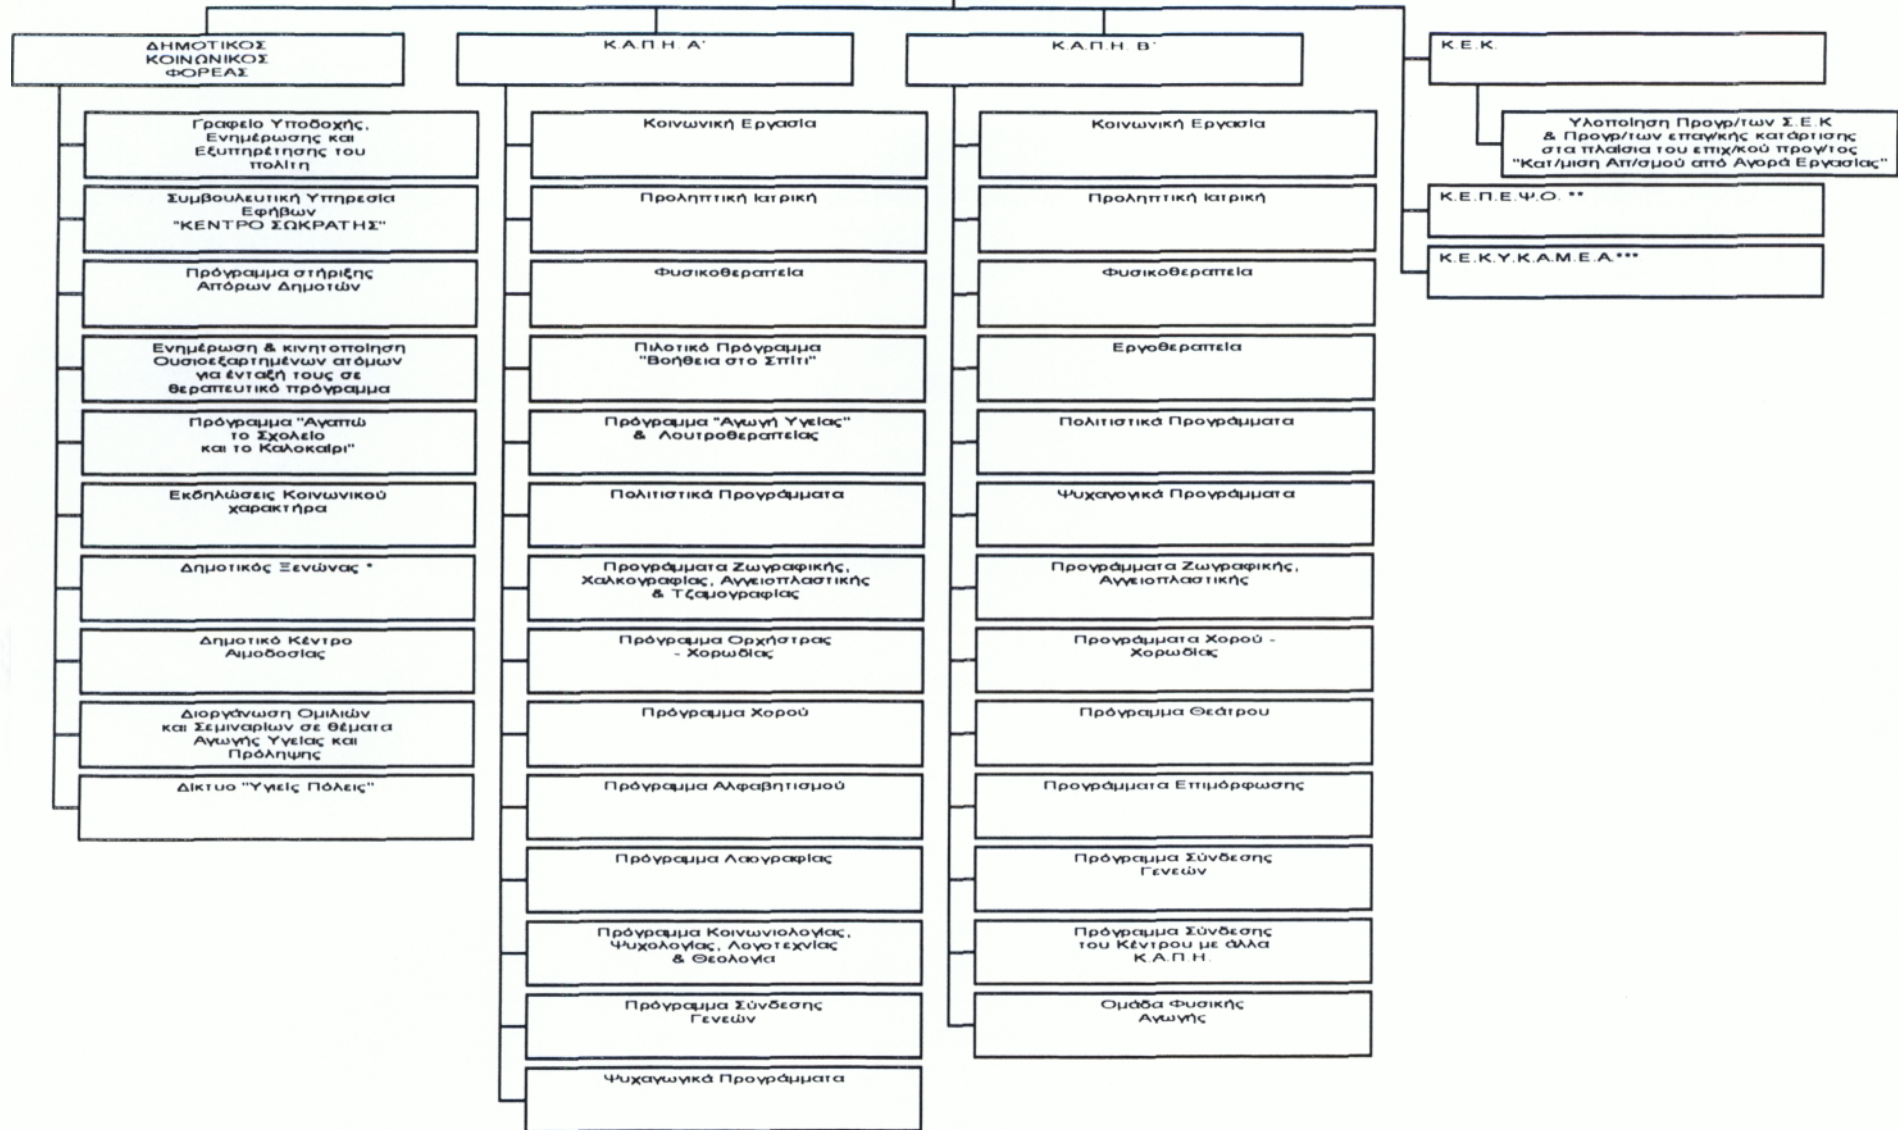 ΔΗΜΟΤΙΚΟΣ
ΚΟΙΝΩΝΙΚΟΣ
ΦΟΡΕΑΣ
Γραφείο Υποδοχής,
Ενημέρωσης και
Εξυπηρέτησης του
πολίτη
Συμβουλευτική Υπηρεσία
Εφήβων
"ΚΕΝΤΡΟ ΣΩΚΡΑΤΗΣ"
Πρόγραμμα στήριξης
Απόρων Δημοτών
Ενημέρωση & κινητοποίηση
Ουσιοεξαρτημένων ατόμων
για ένταξή τους σε
θεραπευτικό πρόγραμμα
Πρόγραμμα "Αγαπώ
το Σχολείο
και το Καλοκαίρι"
Εκδηλώσεις Κοινωνικού
χαρακτήρα
Δημοτικός Ξενώνας *
Δημοτικό Κέντρο
Αιμοδοσίας
Διοργάνωση Ομιλιών
και Σεμιναρίων σε θέματα
Αγωγής Υγείας και
Πρόληψης
Δίκτυο "Υγιείς Πόλεις"
Κ.Α.Π.Η. Α'
Κοινωνική Εργασία
Προληπτική Ιατρική
Φυσικοθεραπεία
Πιλοτικό Πρόγραμμα
"Βοήθεια στο Σπίτι"
Πρόγραμμα "Αγωγή Υγείας"
& Λουτροθεραπείας
Πολιτιστικά Προγράμματα
Προγράμματα Ζωγραφικής,
Χαλκογραφίας, Αγγειοπλαστικής
& Τζαμογραφίας
Πρόγραμμα Ορχήστρας
- Χορωδίας
Πρόγραμμα Χορού
Πρόγραμμα Αλφαβητισμού
Πρόγραμμα Λαογραφίας
Πρόγραμμα Κοινωνιολογίας,
Ψυχολογίας, Λογοτεχνίας
& Θεολογία
Πρόγραμμα Σύνδεσης
Γενεών
Ψυχαγωγικά Προγράμματα
Κ.Α.Π.Η. Β'
Κοινωνική Εργασία
Προληπτική Ιατρική
Φυσικοθεραπεία
Εργοθεραπεία
Πολιτιστικά Προγράμματα
Ψυχαγογικά Προγράμματα
Προγράμματα Ζωγραφικής,
Αγγειοπλαστικής
Προγράμματα Χορού -
Χορωδίας
Πρόγραμμα Θεάτρου
Προγράμματα Επιμόρφωσης
Πρόγραμμα Σύνδεσης
Γενεών
Πρόγραμμα Σύνδεσης
του Κέντρου με άλλα
Κ.Α.Π.Η.
Ομάδα Φυσικής
Αγωγής
Κ.Ε.Κ.
Υλοποίηση Προγρ/των Σ.Ε.Κ
& Προγρ/των επαγ/κής κατάρτισης
στα πλαίσια του επιχ/κού προγ/τος
"Κατ/μιση Απ/σμού από Αγορά Εργασίας"
Κ.Ε.Π.Ε.Ψ.Ο. **
Κ.Ε.Κ.Υ.Κ.Α.Μ.Ε.Α.***